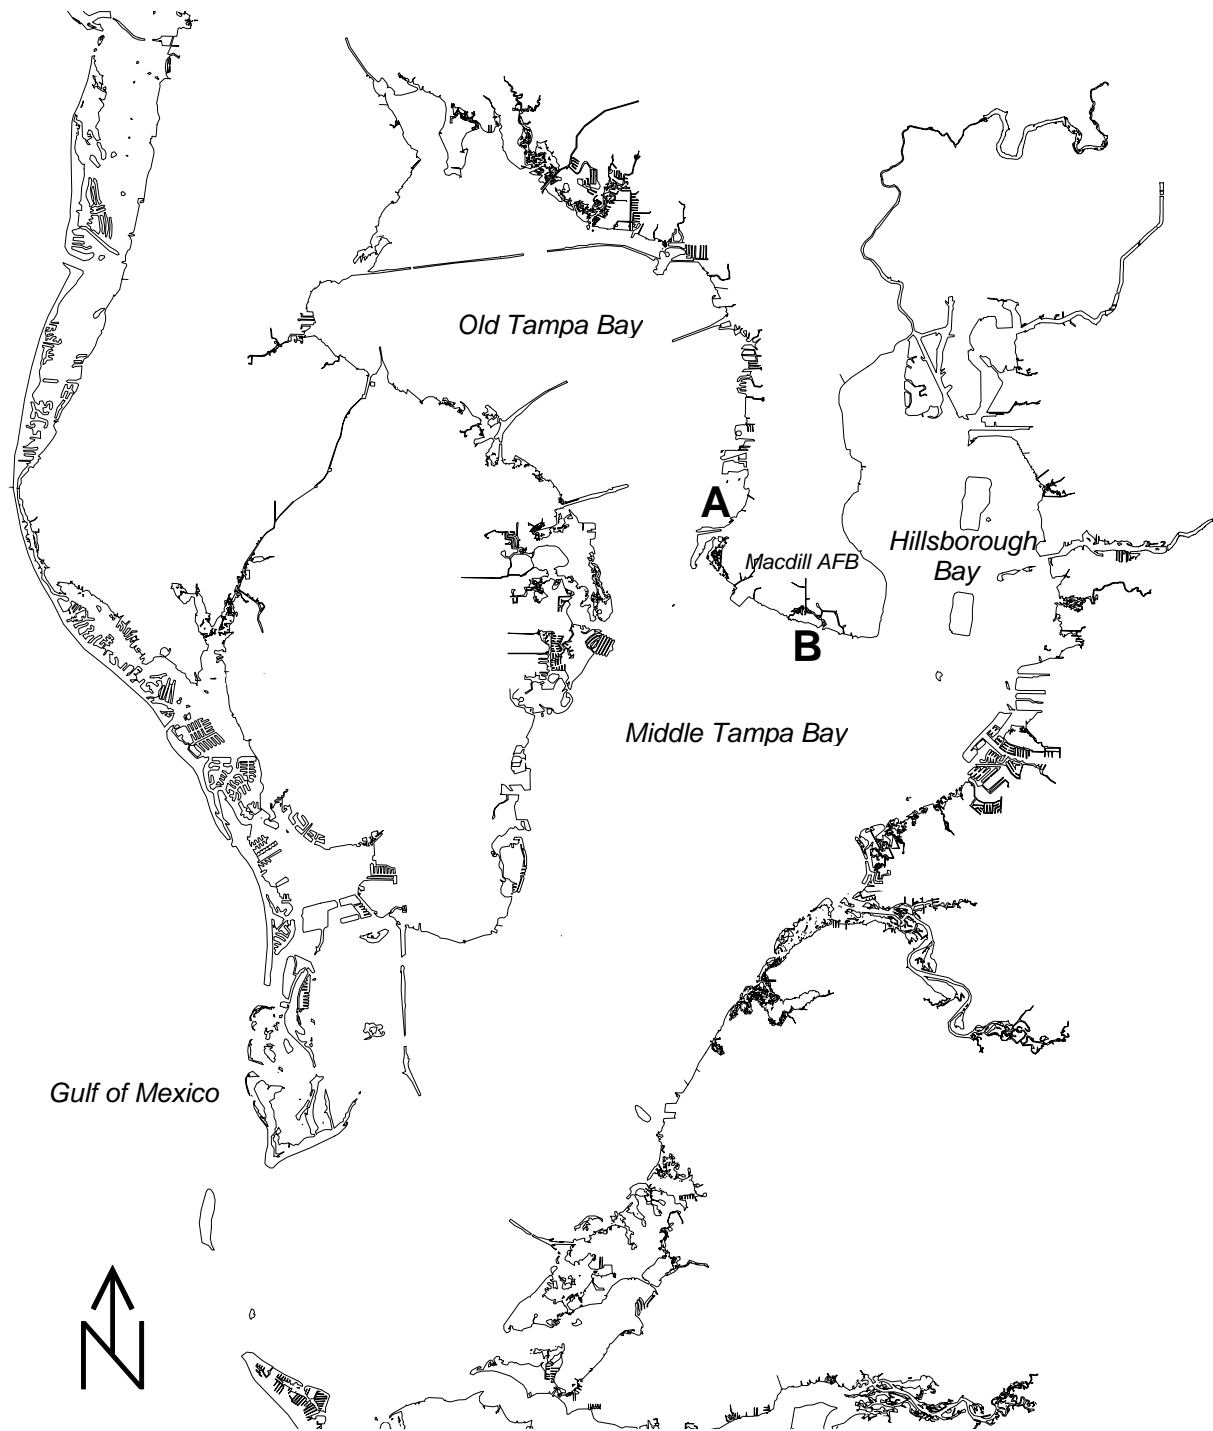 Old Tampa Bay
A
Hillsborough
Bay
Macdill AFB
B
Middle Tampa Bay
Gulf of Mexico
N